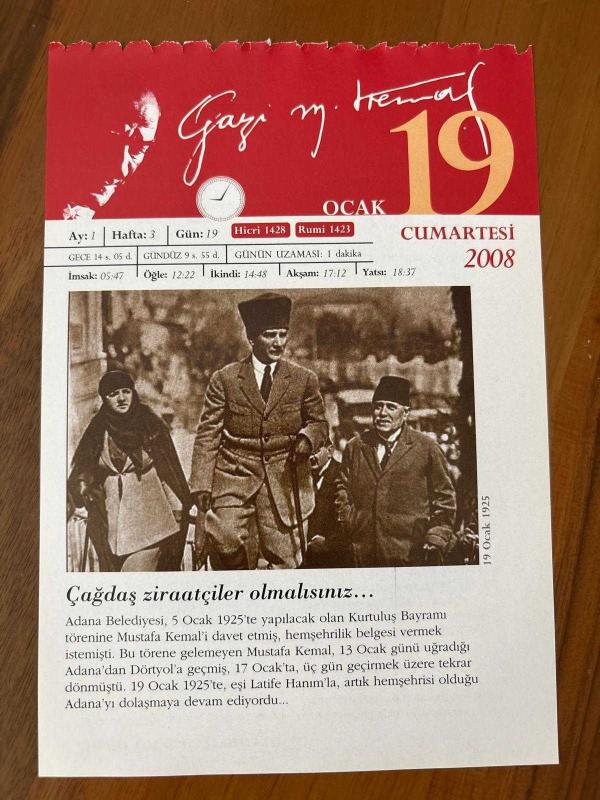 Gazi M. Kemal
19
OCAK
CUMARTESİ
2008
Ay: 1 Hafta: 3 Gün: 19 Hicri 1428 Rumi 1423
GECE 14 s. 05 d. GÜNDÜZ 9 s. 55 d. GÜNÜN UZAMASI: 1 dakika
İmsak: 05:47 Öğle: 12:22 İkindi: 14:48 Akşam: 17:12 Yatsı: 18:37
19 Ocak 1925
Çağdaş ziraatçiler olmalısınız...
Adana Belediyesi, 5 Ocak 1925'te yapılacak olan Kurtuluş Bayramı
törenine Mustafa Kemal'i davet etmiş, hemşehrilik belgesi vermek
istemişti. Bu törene gelemeyen Mustafa Kemal, 13 Ocak günü uğradığı
Adana'dan Dörtyol'a geçmiş, 17 Ocak'ta, üç gün geçirmek üzere tekrar
dönmüştü. 19 Ocak 1925'te, eşi Latife Hanım'la, artık hemşehrisi olduğu
Adana'yı dolaşmaya devam ediyordu...